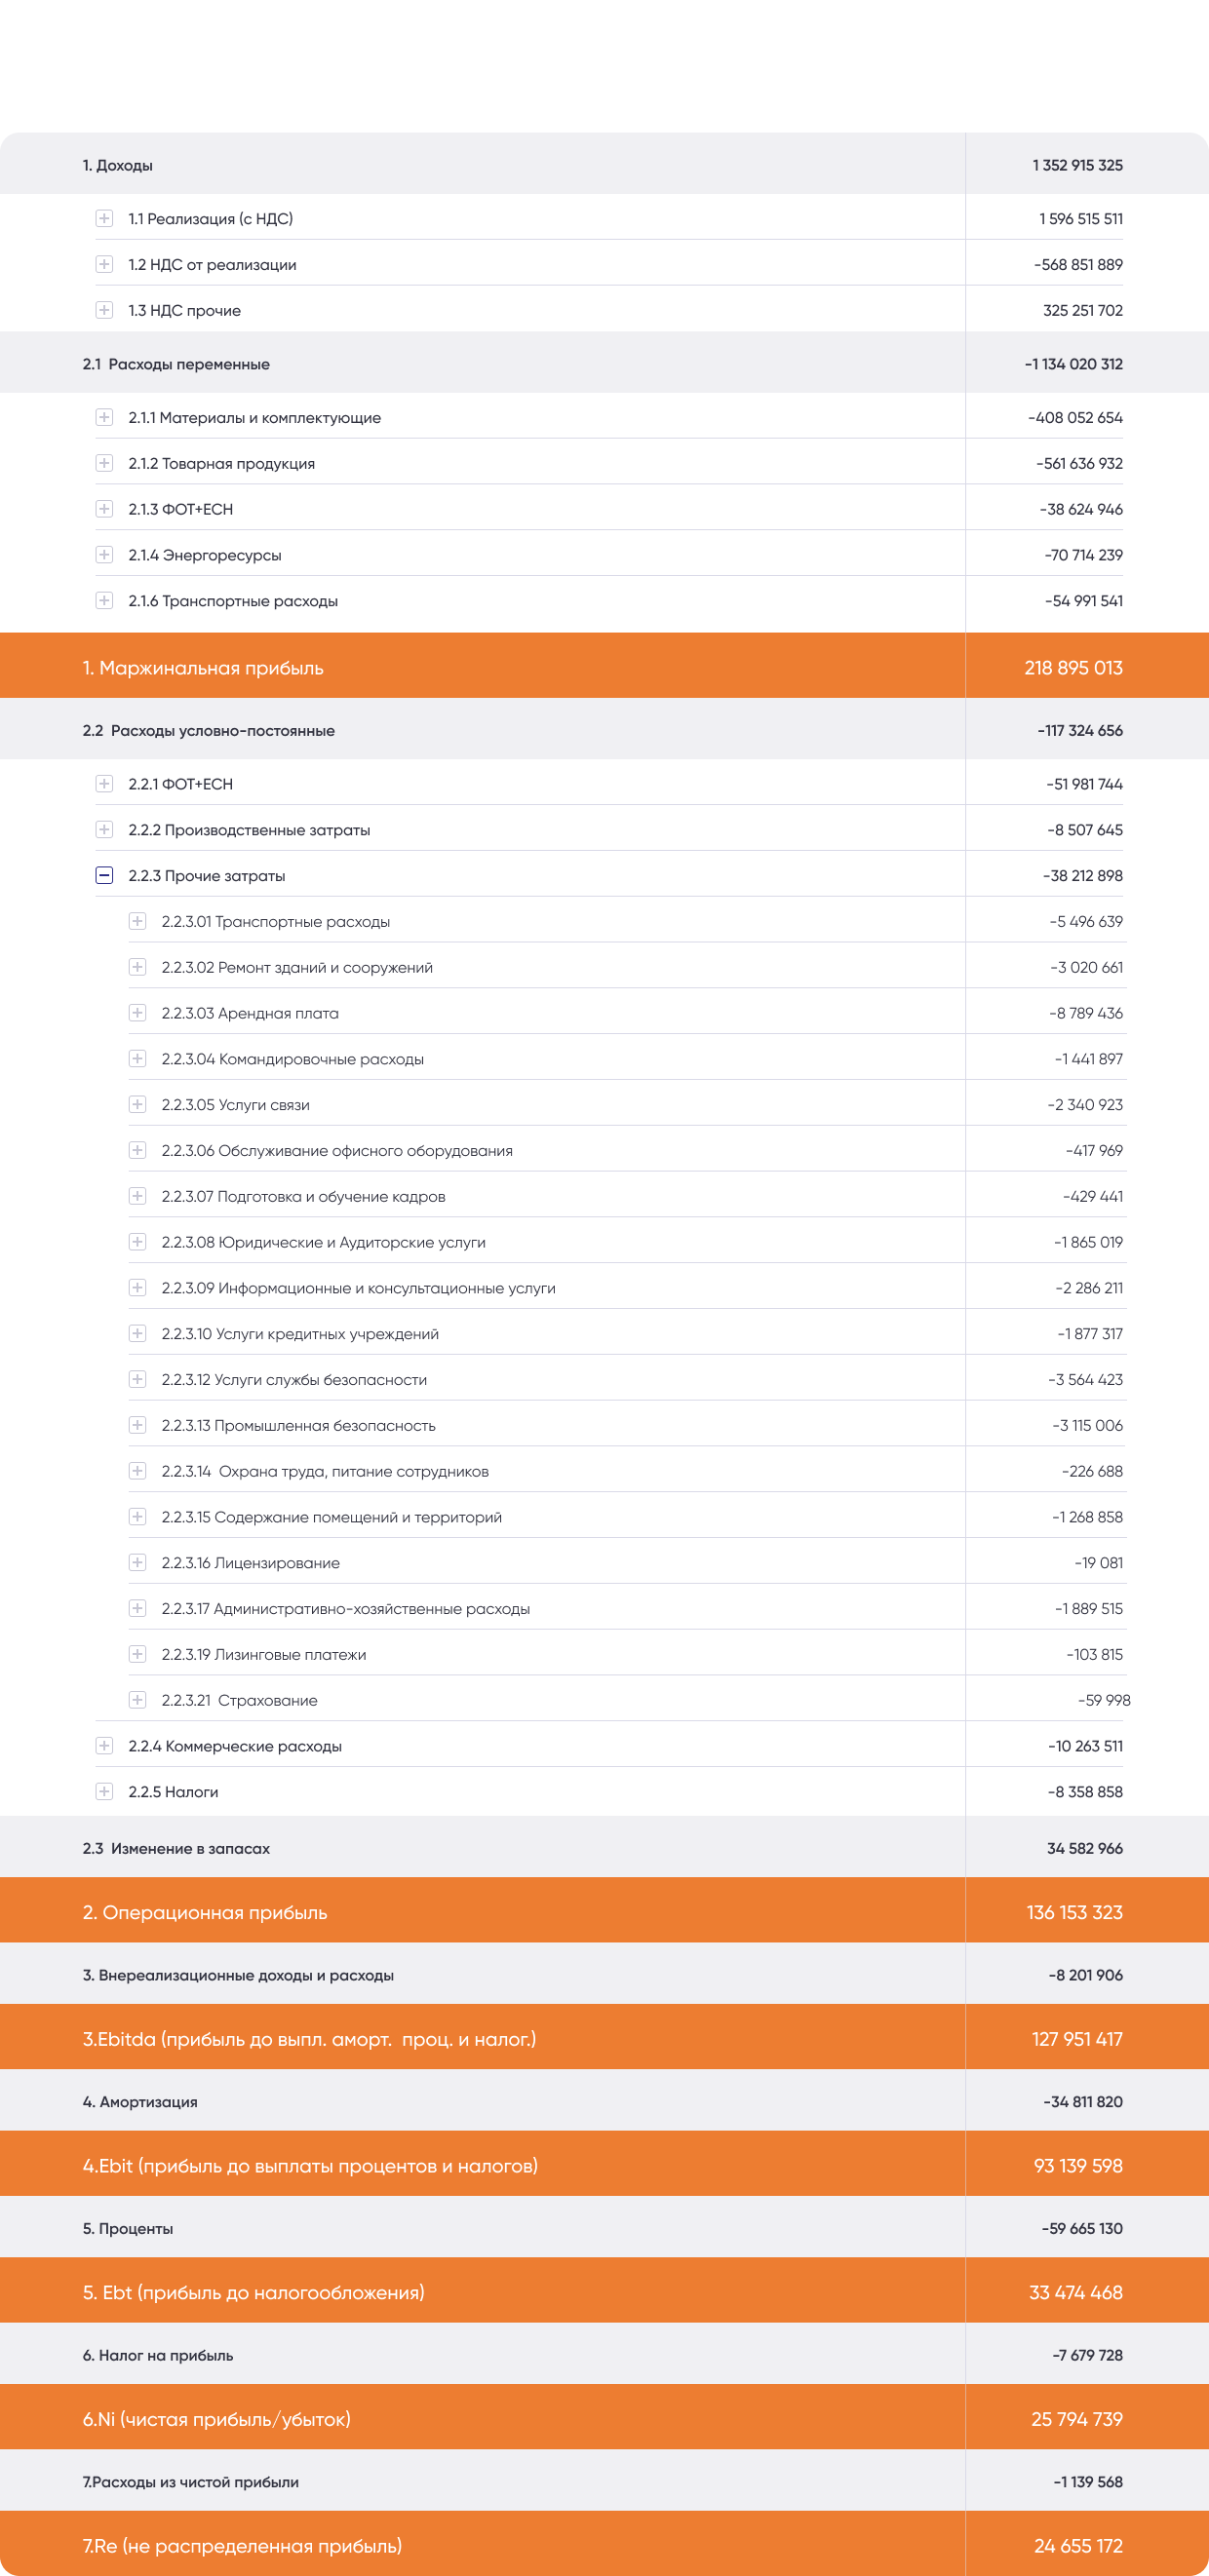 1. Доходы 1 352 915 325
1.1 Реализация (с НДС) 1 596 515 511
1.2 НДС от реализации -568 851 889
1.3 НДС прочие 325 251 702
2.1 Расходы переменные -1 134 020 312
2.1.1 Материалы и комплектующие -408 052 654
2.1.2 Товарная продукция -561 636 932
2.1.3 ФОТ+ЕСН -38 624 946
2.1.4 Энергоресурсы -70 714 239
2.1.6 Транспортные расходы -54 991 541
1. Маржинальная прибыль 218 895 013
2.2 Расходы условно-постоянные -117 324 656
2.2.1 ФОТ+ЕСН -51 981 744
2.2.2 Производственные затраты -8 507 645
2.2.3 Прочие затраты -38 212 898
2.2.3.01 Транспортные расходы -5 496 639
2.2.3.02 Ремонт зданий и сооружений -3 020 661
2.2.3.03 Арендная плата -8 789 436
2.2.3.04 Командировочные расходы -1 441 897
2.2.3.05 Услуги связи -2 340 923
2.2.3.06 Обслуживание офисного оборудования -417 969
2.2.3.07 Подготовка и обучение кадров -429 441
2.2.3.08 Юридические и Аудиторские услуги -1 865 019
2.2.3.09 Информационные и консультационные услуги -2 286 211
2.2.3.10 Услуги кредитных учреждений -1 877 317
2.2.3.12 Услуги службы безопасности -3 564 423
2.2.3.13 Промышленная безопасность -3 115 006
2.2.3.14 Охрана труда, питание сотрудников -226 688
2.2.3.15 Содержание помещений и территорий -1 268 858
2.2.3.16 Лицензирование -19 081
2.2.3.17 Административно-хозяйственные расходы -1 889 515
2.2.3.19 Лизинговые платежи -103 815
2.2.3.21 Страхование -59 998
2.2.4 Коммерческие расходы -10 263 511
2.2.5 Налоги -8 358 858
2.3 Изменение в запасах 34 582 966
2. Операционная прибыль 136 153 323
3. Внереализационные доходы и расходы -8 201 906
3.Ebitda (прибыль до выпл. аморт. проц. и налог.) 127 951 417
4. Амортизация -34 811 820
4.Ebit (прибыль до выплаты процентов и налогов) 93 139 598
5. Проценты -59 665 130
5. Ebt (прибыль до налогообложения) 33 474 468
6. Налог на прибыль -7 679 728
6.Ni (чистая прибыль/убыток) 25 794 739
7.Расходы из чистой прибыли -1 139 568
7.Re (не распределенная прибыль) 24 655 172